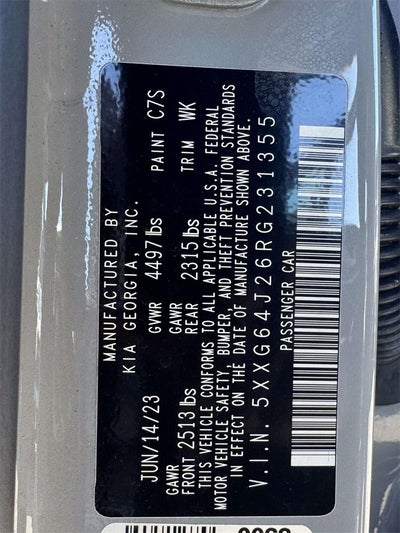 MANUFACTURED BY
KIA GEORGIA, INC.
JUN/14/23 GVWR 4497 lbs PAINT C7S
GAWR FRONT 2513 lbs GAWR REAR 2315 lbs TRIM WK
THIS VEHICLE CONFORMS TO ALL APPLICABLE U.S.A. FEDERAL
MOTOR VEHICLE SAFETY, BUMPER, AND THEFT PREVENTION STANDARDS
IN EFFECT ON THE DATE OF MANUFACTURE SHOWN ABOVE.
V.I.N. 5XXG64J26RG231355
PASSENGER CAR